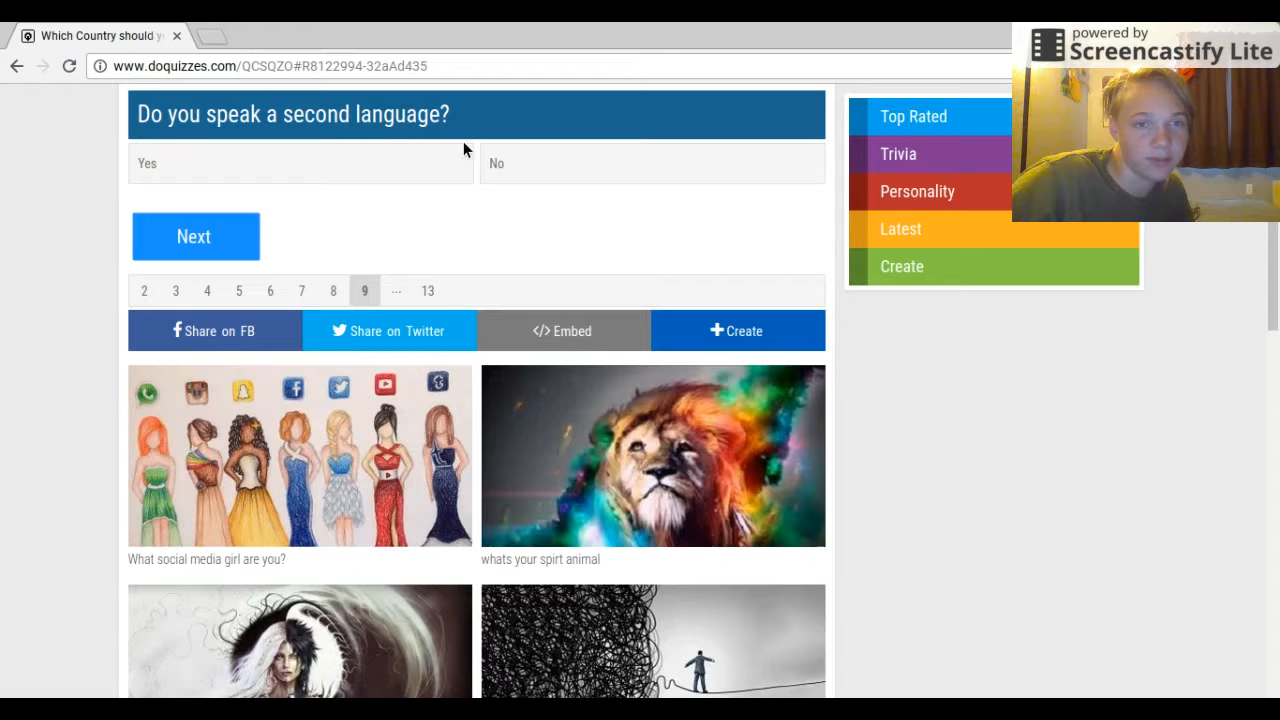 Which Country should y
powered by
Screencastify Lite
www.doquizzes.com/QCSQZO#R8122994-32aAd435
Do you speak a second language?
Yes
No
Next
2 3 4 5 6 7 8 9 ... 13
Share on FB
Share on Twitter
</> Embed
Create
What social media girl are you?
whats your spirt animal
Top Rated
Trivia
Personality
Latest
Create